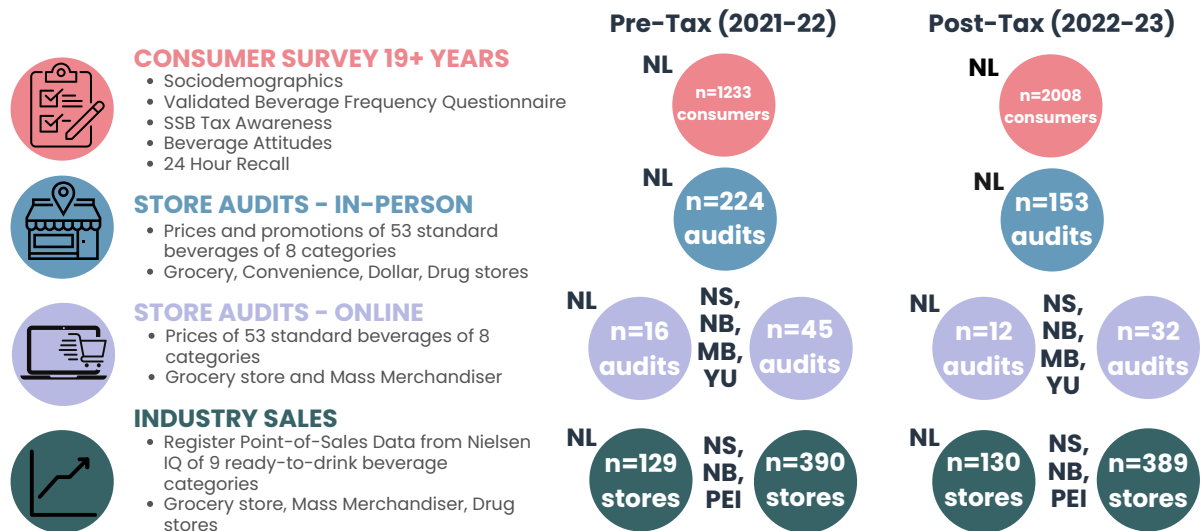 Pre-Tax (2021-22)
Post-Tax (2022-23)
CONSUMER SURVEY 19+ YEARS
• Sociodemographics
• Validated Beverage Frequency Questionnaire
• SSB Tax Awareness
• Beverage Attitudes
• 24 Hour Recall
NL
n=1233
consumers
NL
n=2008
consumers
STORE AUDITS - IN-PERSON
• Prices and promotions of 53 standard
beverages of 8 categories
• Grocery, Convenience, Dollar, Drug stores
NL
n=224
audits
NL
n=153
audits
STORE AUDITS - ONLINE
• Prices of 53 standard beverages of 8
categories
• Grocery store and Mass Merchandiser
NL
n=16
audits
NS,
NB,
MB,
YU
n=45
audits
NL
n=12
audits
NS,
NB,
MB,
YU
n=32
audits
INDUSTRY SALES
• Register Point-of-Sales Data from Nielsen
IQ of 9 ready-to-drink beverage
categories
• Grocery store, Mass Merchandiser, Drug
stores
NL
n=129
stores
NS,
NB,
PEI
n=390
stores
NL
n=130
stores
NS,
NB,
PEI
n=389
stores